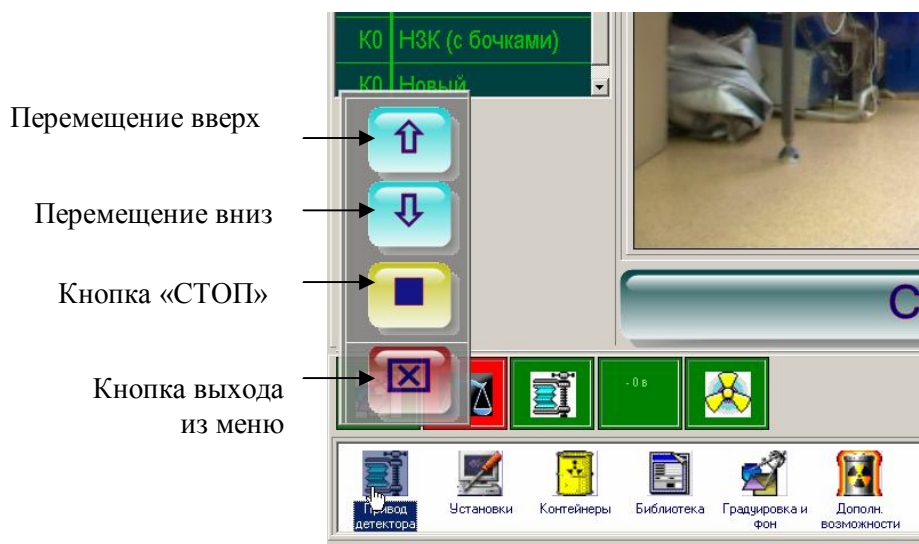 К0 НЗК (с бочками)
К0 Новый
Перемещение вверх
Перемещение вниз
Кнопка «СТОП»
С
Кнопка выхода
из меню
- 0 в
Привод
детектора
Установки
Контейнеры
Библиотека
Градуировка и
фон
Дополн.
возможности